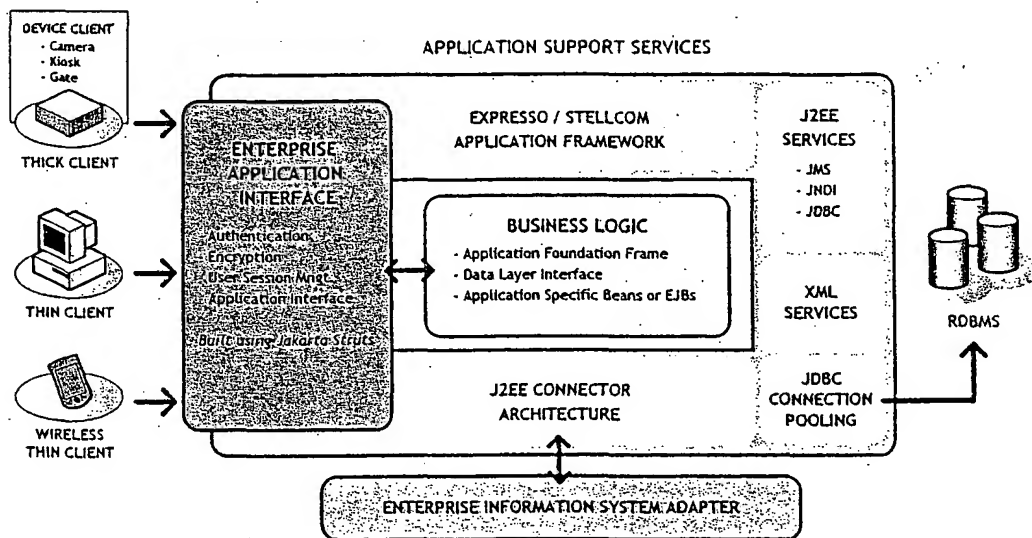 DEVICE CLIENT
- Camera
- Kiosk
- Gate
THICK CLIENT
THIN CLIENT
WIRELESS
THIN CLIENT
APPLICATION SUPPORT SERVICES
ENTERPRISE
APPLICATION
INTERFACE
Authentication
Encryption
User Session Mngt
Application Interface
Built using Jakarta Struts
EXPRESSO / STELLCOM
APPLICATION FRAMEWORK
BUSINESS LOGIC
- Application Foundation Frame
- Data Layer Interface
- Application Specific Beans or EJBs
J2EE CONNECTOR
ARCHITECTURE
J2EE
SERVICES
- JMS
- JNDI
- JDBC
XML
SERVICES
JDBC
CONNECTION
POOLING
RDBMS
ENTERPRISE INFORMATION SYSTEM ADAPTER